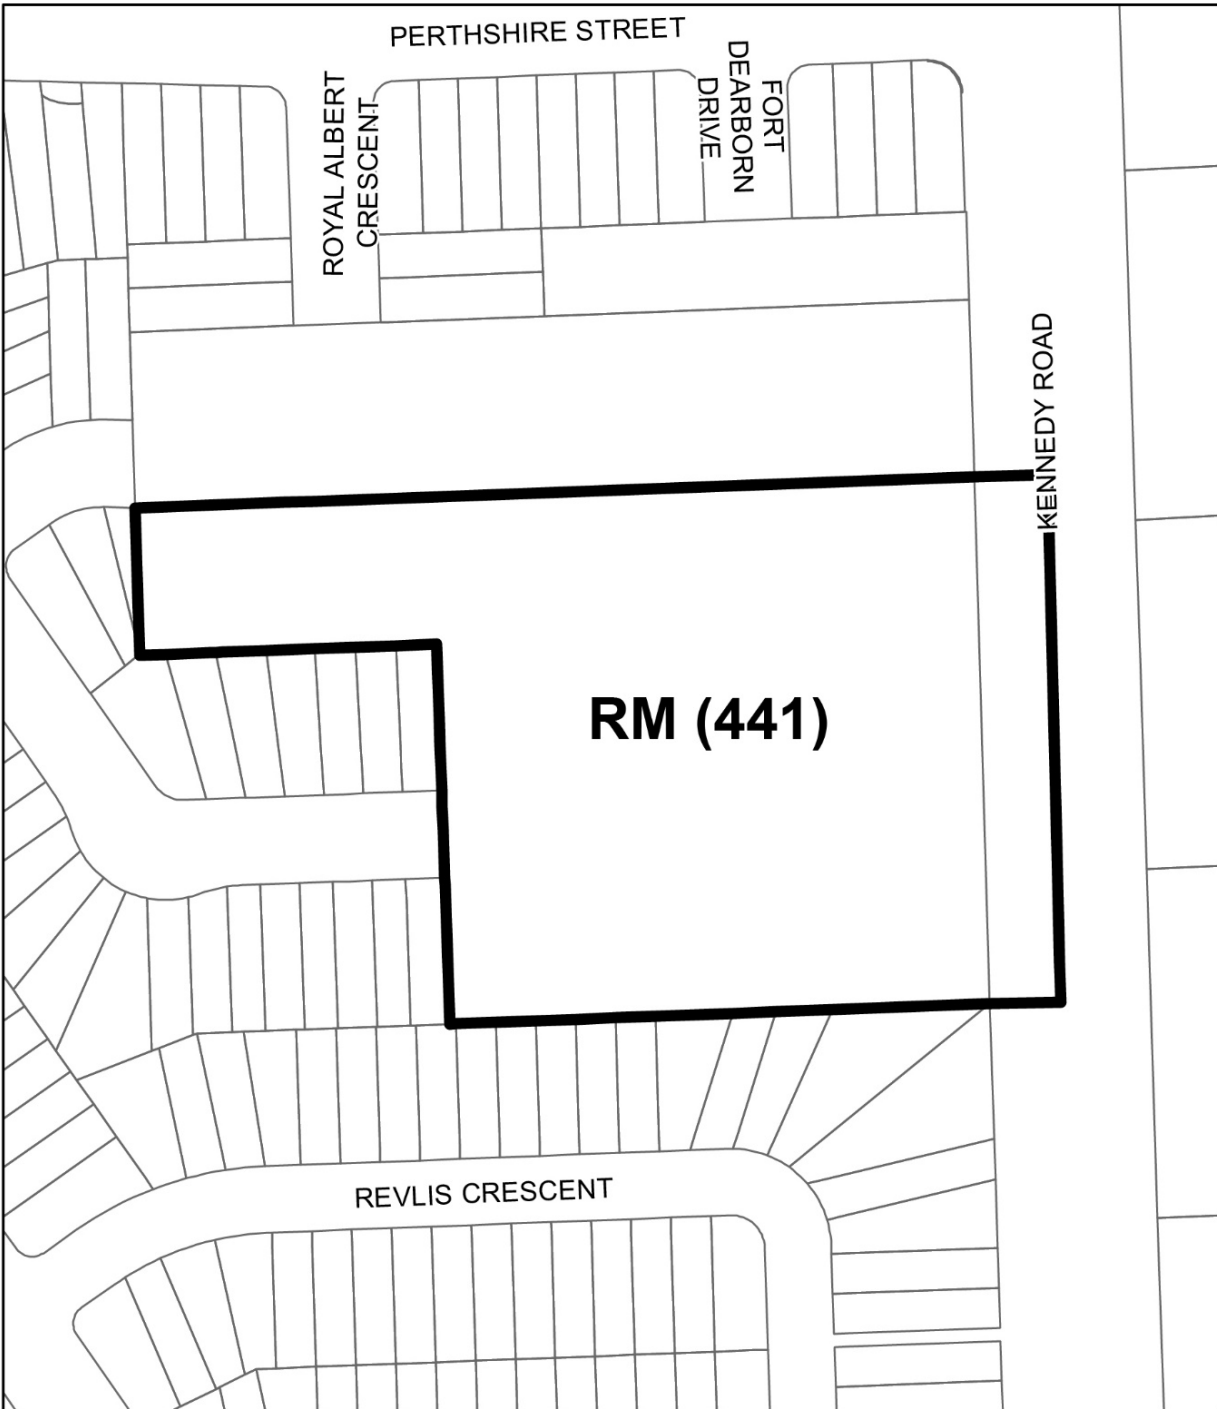 PERTHSHIRE STREET
ROYAL ALBERT
CRESCENT
FORT
DEARBORN
DRIVE
KENNEDY ROAD
RM (441)
REVLIS CRESCENT